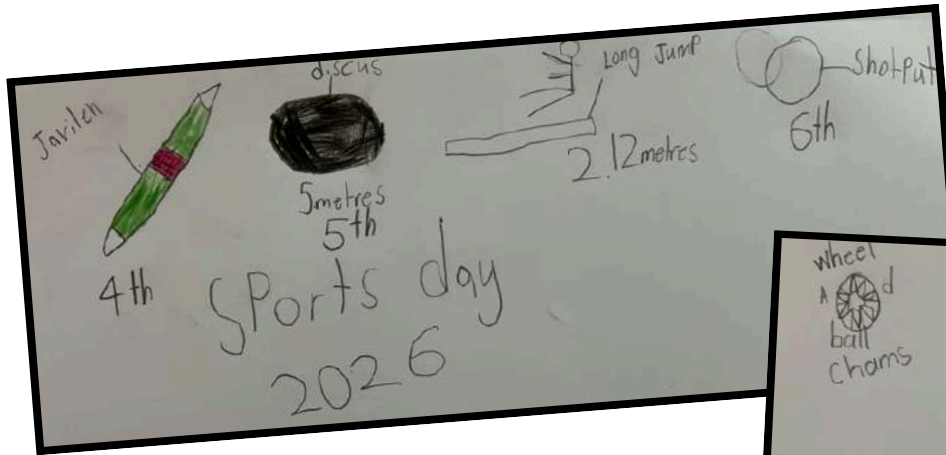 Javilen
discus
Long Jump
Shotput
5metres
5th
2.12metres
6th
4th
Sports day
2026
wheel
A d
ball
Chams